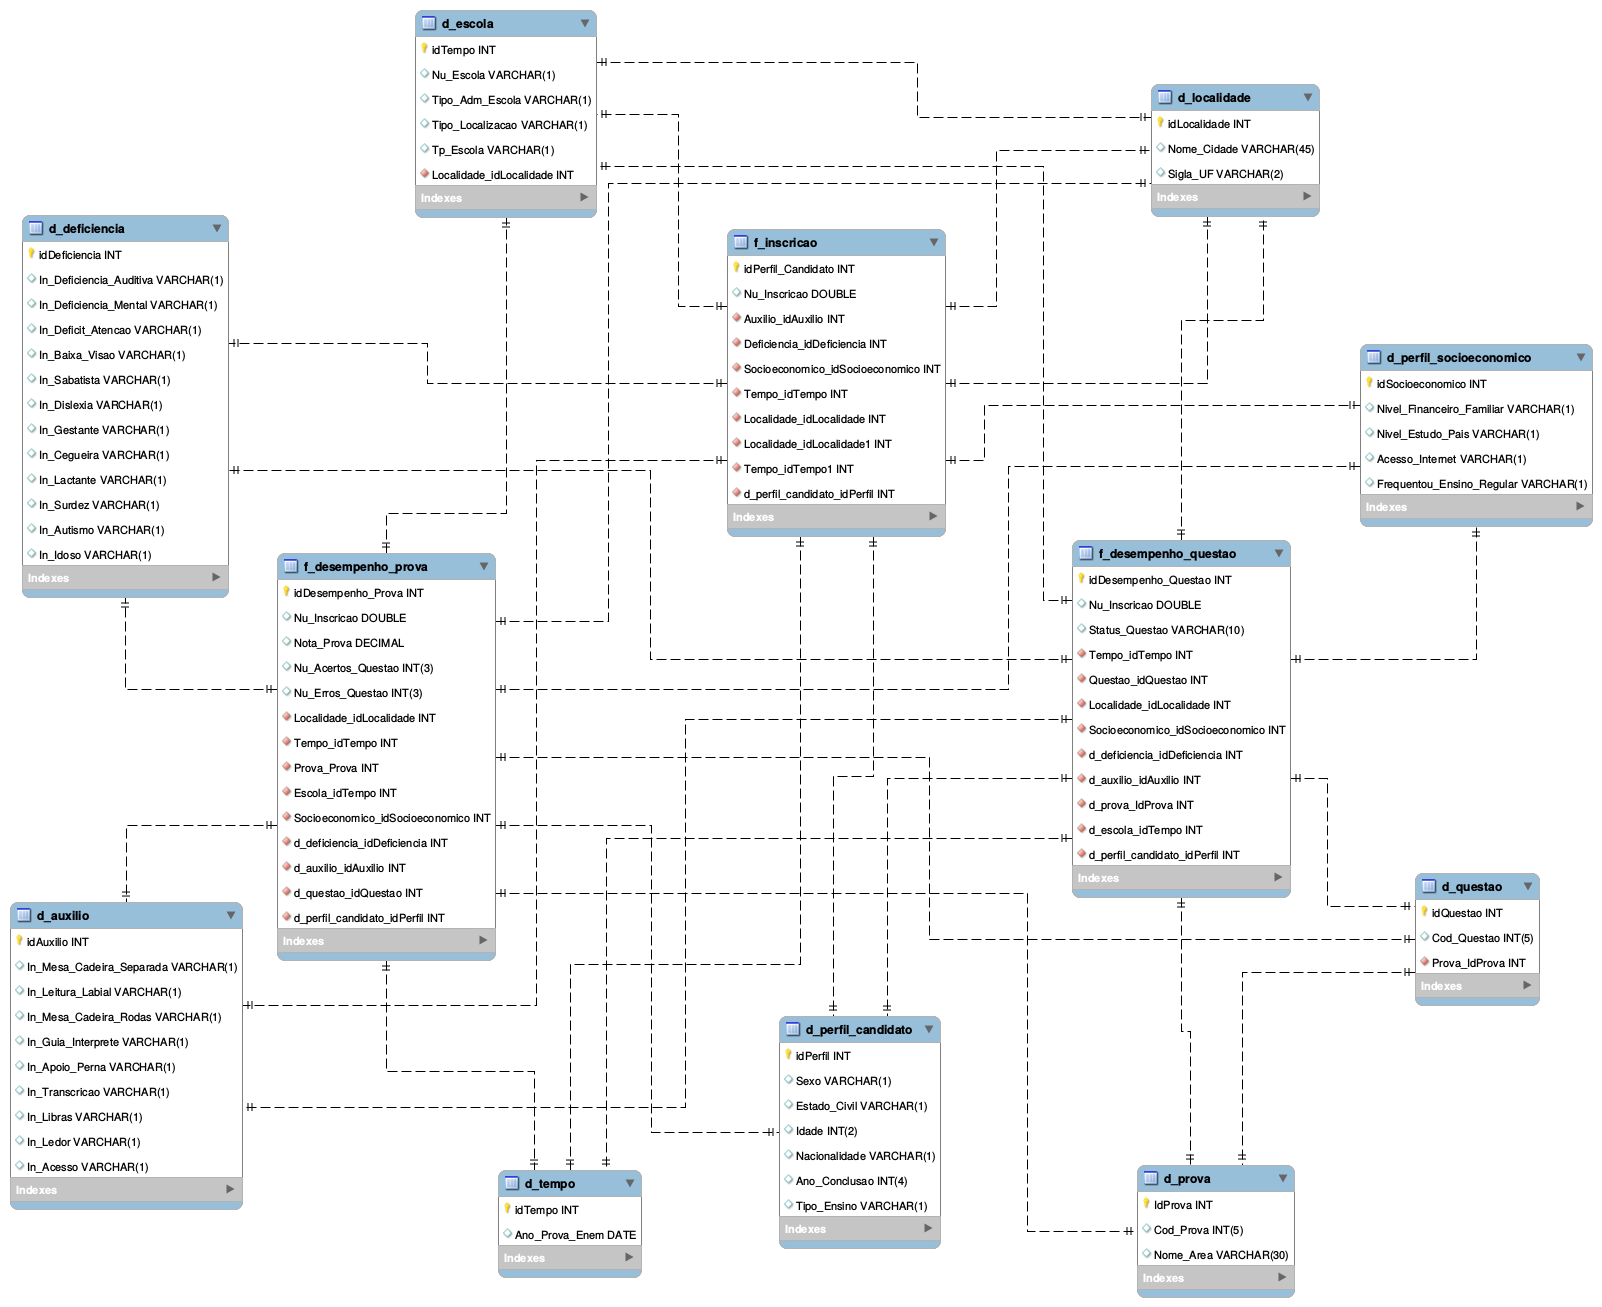 d_escola
idTempo INT
Nu_Escola VARCHAR(1)
Tipo_Adm_Escola VARCHAR(1)
Tipo_Localizacao VARCHAR(1)
Tp_Escola VARCHAR(1)
Localidade_idLocalidade INT
Indexes
d_localidade
idLocalidade INT
Nome_Cidade VARCHAR(45)
Sigla_UF VARCHAR(2)
Indexes
d_deficiencia
idDeficiencia INT
In_Deficiencia_Auditiva VARCHAR(1)
In_Deficiencia_Mental VARCHAR(1)
In_Deficit_Atencao VARCHAR(1)
In_Baixa_Visao VARCHAR(1)
In_Sabatista VARCHAR(1)
In_Dislexia VARCHAR(1)
In_Gestante VARCHAR(1)
In_Cegueira VARCHAR(1)
In_Lactante VARCHAR(1)
In_Surdez VARCHAR(1)
In_Autismo VARCHAR(1)
In_Idoso VARCHAR(1)
Indexes
f_inscricao
idPerfil_Candidato INT
Nu_Inscricao DOUBLE
Auxilio_idAuxilio INT
Deficiencia_idDeficiencia INT
Socioeconomico_idSocioeconomico INT
Tempo_idTempo INT
Localidade_idLocalidade INT
Localidade_idLocalidade1 INT
Tempo_idTempo1 INT
d_perfil_candidato_idPerfil INT
Indexes
d_perfil_socioeconomico
idSocioeconomico INT
Nivel_Financeiro_Familiar VARCHAR(1)
Nivel_Estudo_Pais VARCHAR(1)
Acesso_Internet VARCHAR(1)
Frequentou_Ensino_Regular VARCHAR(1)
Indexes
f_desempenho_prova
idDesempenho_Prova INT
Nu_Inscricao DOUBLE
Nota_Prova DECIMAL
Nu_Acertos_Questao INT(3)
Nu_Erros_Questao INT(3)
Localidade_idLocalidade INT
Tempo_idTempo INT
Prova_Prova INT
Escola_idTempo INT
Socioeconomico_idSocioeconomico INT
d_deficiencia_idDeficiencia INT
d_auxilio_idAuxilio INT
d_questao_idQuestao INT
d_perfil_candidato_idPerfil INT
Indexes
f_desempenho_questao
idDesempenho_Questao INT
Nu_Inscricao DOUBLE
Status_Questao VARCHAR(10)
Tempo_idTempo INT
Questao_idQuestao INT
Localidade_idLocalidade INT
Socioeconomico_idSocioeconomico INT
d_deficiencia_idDeficiencia INT
d_auxilio_idAuxilio INT
d_prova_IdProva INT
d_escola_idTempo INT
d_perfil_candidato_idPerfil INT
Indexes
d_questao
idQuestao INT
Cod_Questao INT(5)
Prova_IdProva INT
Indexes
d_auxilio
idAuxilio INT
In_Mesa_Cadeira_Separada VARCHAR(1)
In_Leitura_Labial VARCHAR(1)
In_Mesa_Cadeira_Rodas VARCHAR(1)
In_Guia_Interprete VARCHAR(1)
In_Apoio_Perna VARCHAR(1)
In_Transcricao VARCHAR(1)
In_Libras VARCHAR(1)
In_Ledor VARCHAR(1)
In_Acesso VARCHAR(1)
Indexes
d_perfil_candidato
idPerfil INT
Sexo VARCHAR(1)
Estado_Civil VARCHAR(1)
Idade INT(2)
Nacionalidade VARCHAR(1)
Ano_Conclusao INT(4)
Tipo_Ensino VARCHAR(1)
Indexes
d_tempo
idTempo INT
Ano_Prova_Enem DATE
Indexes
d_prova
IdProva INT
Cod_Prova INT(5)
Nome_Area VARCHAR(30)
Indexes